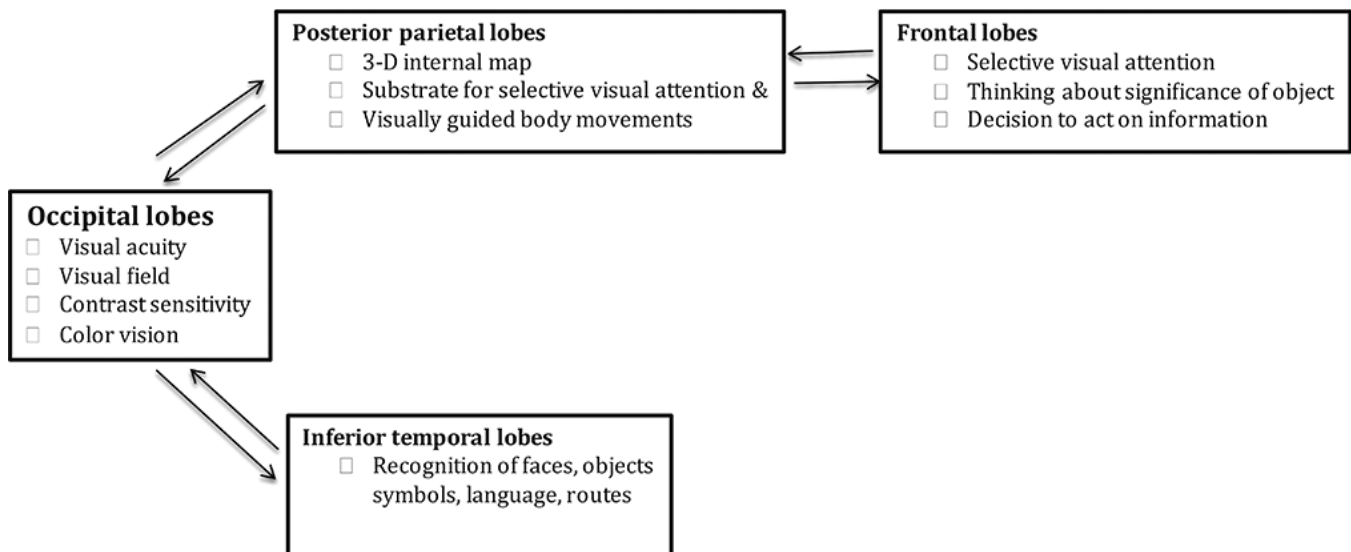 Posterior parietal lobes
□ 3-D internal map
□ Substrate for selective visual attention &
□ Visually guided body movements
Frontal lobes
□ Selective visual attention
□ Thinking about significance of object
□ Decision to act on information
Occipital lobes
□ Visual acuity
□ Visual field
□ Contrast sensitivity
□ Color vision
Inferior temporal lobes
□ Recognition of faces, objects
symbols, language, routes